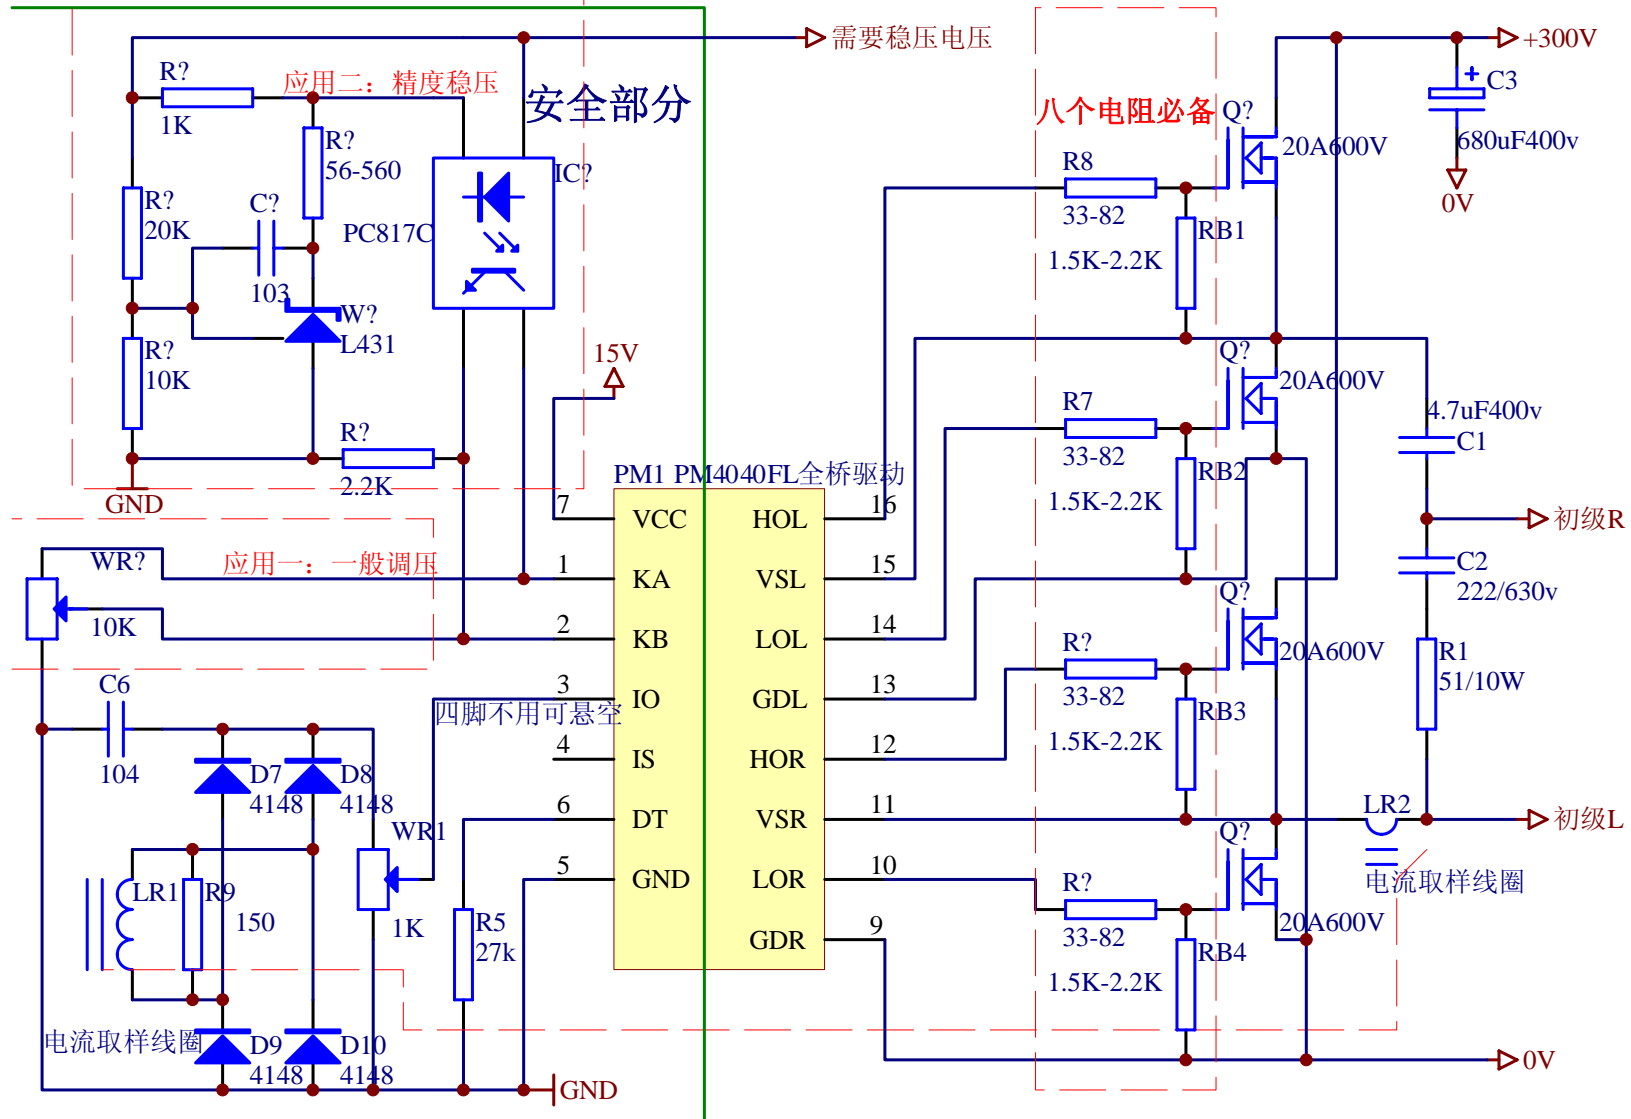 需要稳压电压
+300V
R?
1K
应用二：精度稳压
安全部分
C3
680uF400v
0V
八个电阻必备
Q?
20A600V
R?
56-560
IC?
PC817C
R8
33-82
RB1
1.5K-2.2K
R?
20K
C?
103
W?
L431
R?
10K
15V
Q?
20A600V
R7
33-82
RB2
1.5K-2.2K
4.7uF400v
C1
R?
2.2K
GND
PM1 PM4040FL全桥驱动
7
VCC
HOL
16
初级R
WR?
10K
应用一：一般调压
1
KA
VSL
15
C2
222/630v
Q?
20A600V
2
KB
LOL
14
R?
33-82
RB3
1.5K-2.2K
R1
51/10W
C6
104
3
四脚不用可悬空
IO
GDL
13
4
IS
HOR
12
D7
4148
D8
4148
6
DT
VSR
11
LR2
初级L
WR1
1K
Q?
20A600V
5
GND
LOR
10
R?
33-82
RB4
1.5K-2.2K
电流取样线圈
LR1
R9
150
R5
27k
GDR
9
电流取样线圈
D9
4148
D10
4148
GND
0V